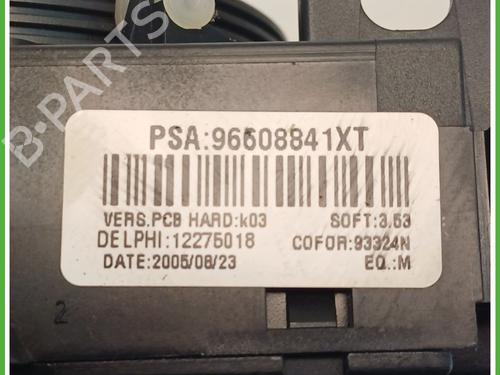 B-PARTS
PSA:96608841XT
VERS.PCB HARD:k03 SOFT:3.53
DELPHI:12275018 COFOR:93324N
DATE:2005/08/23 EQ.:M
2